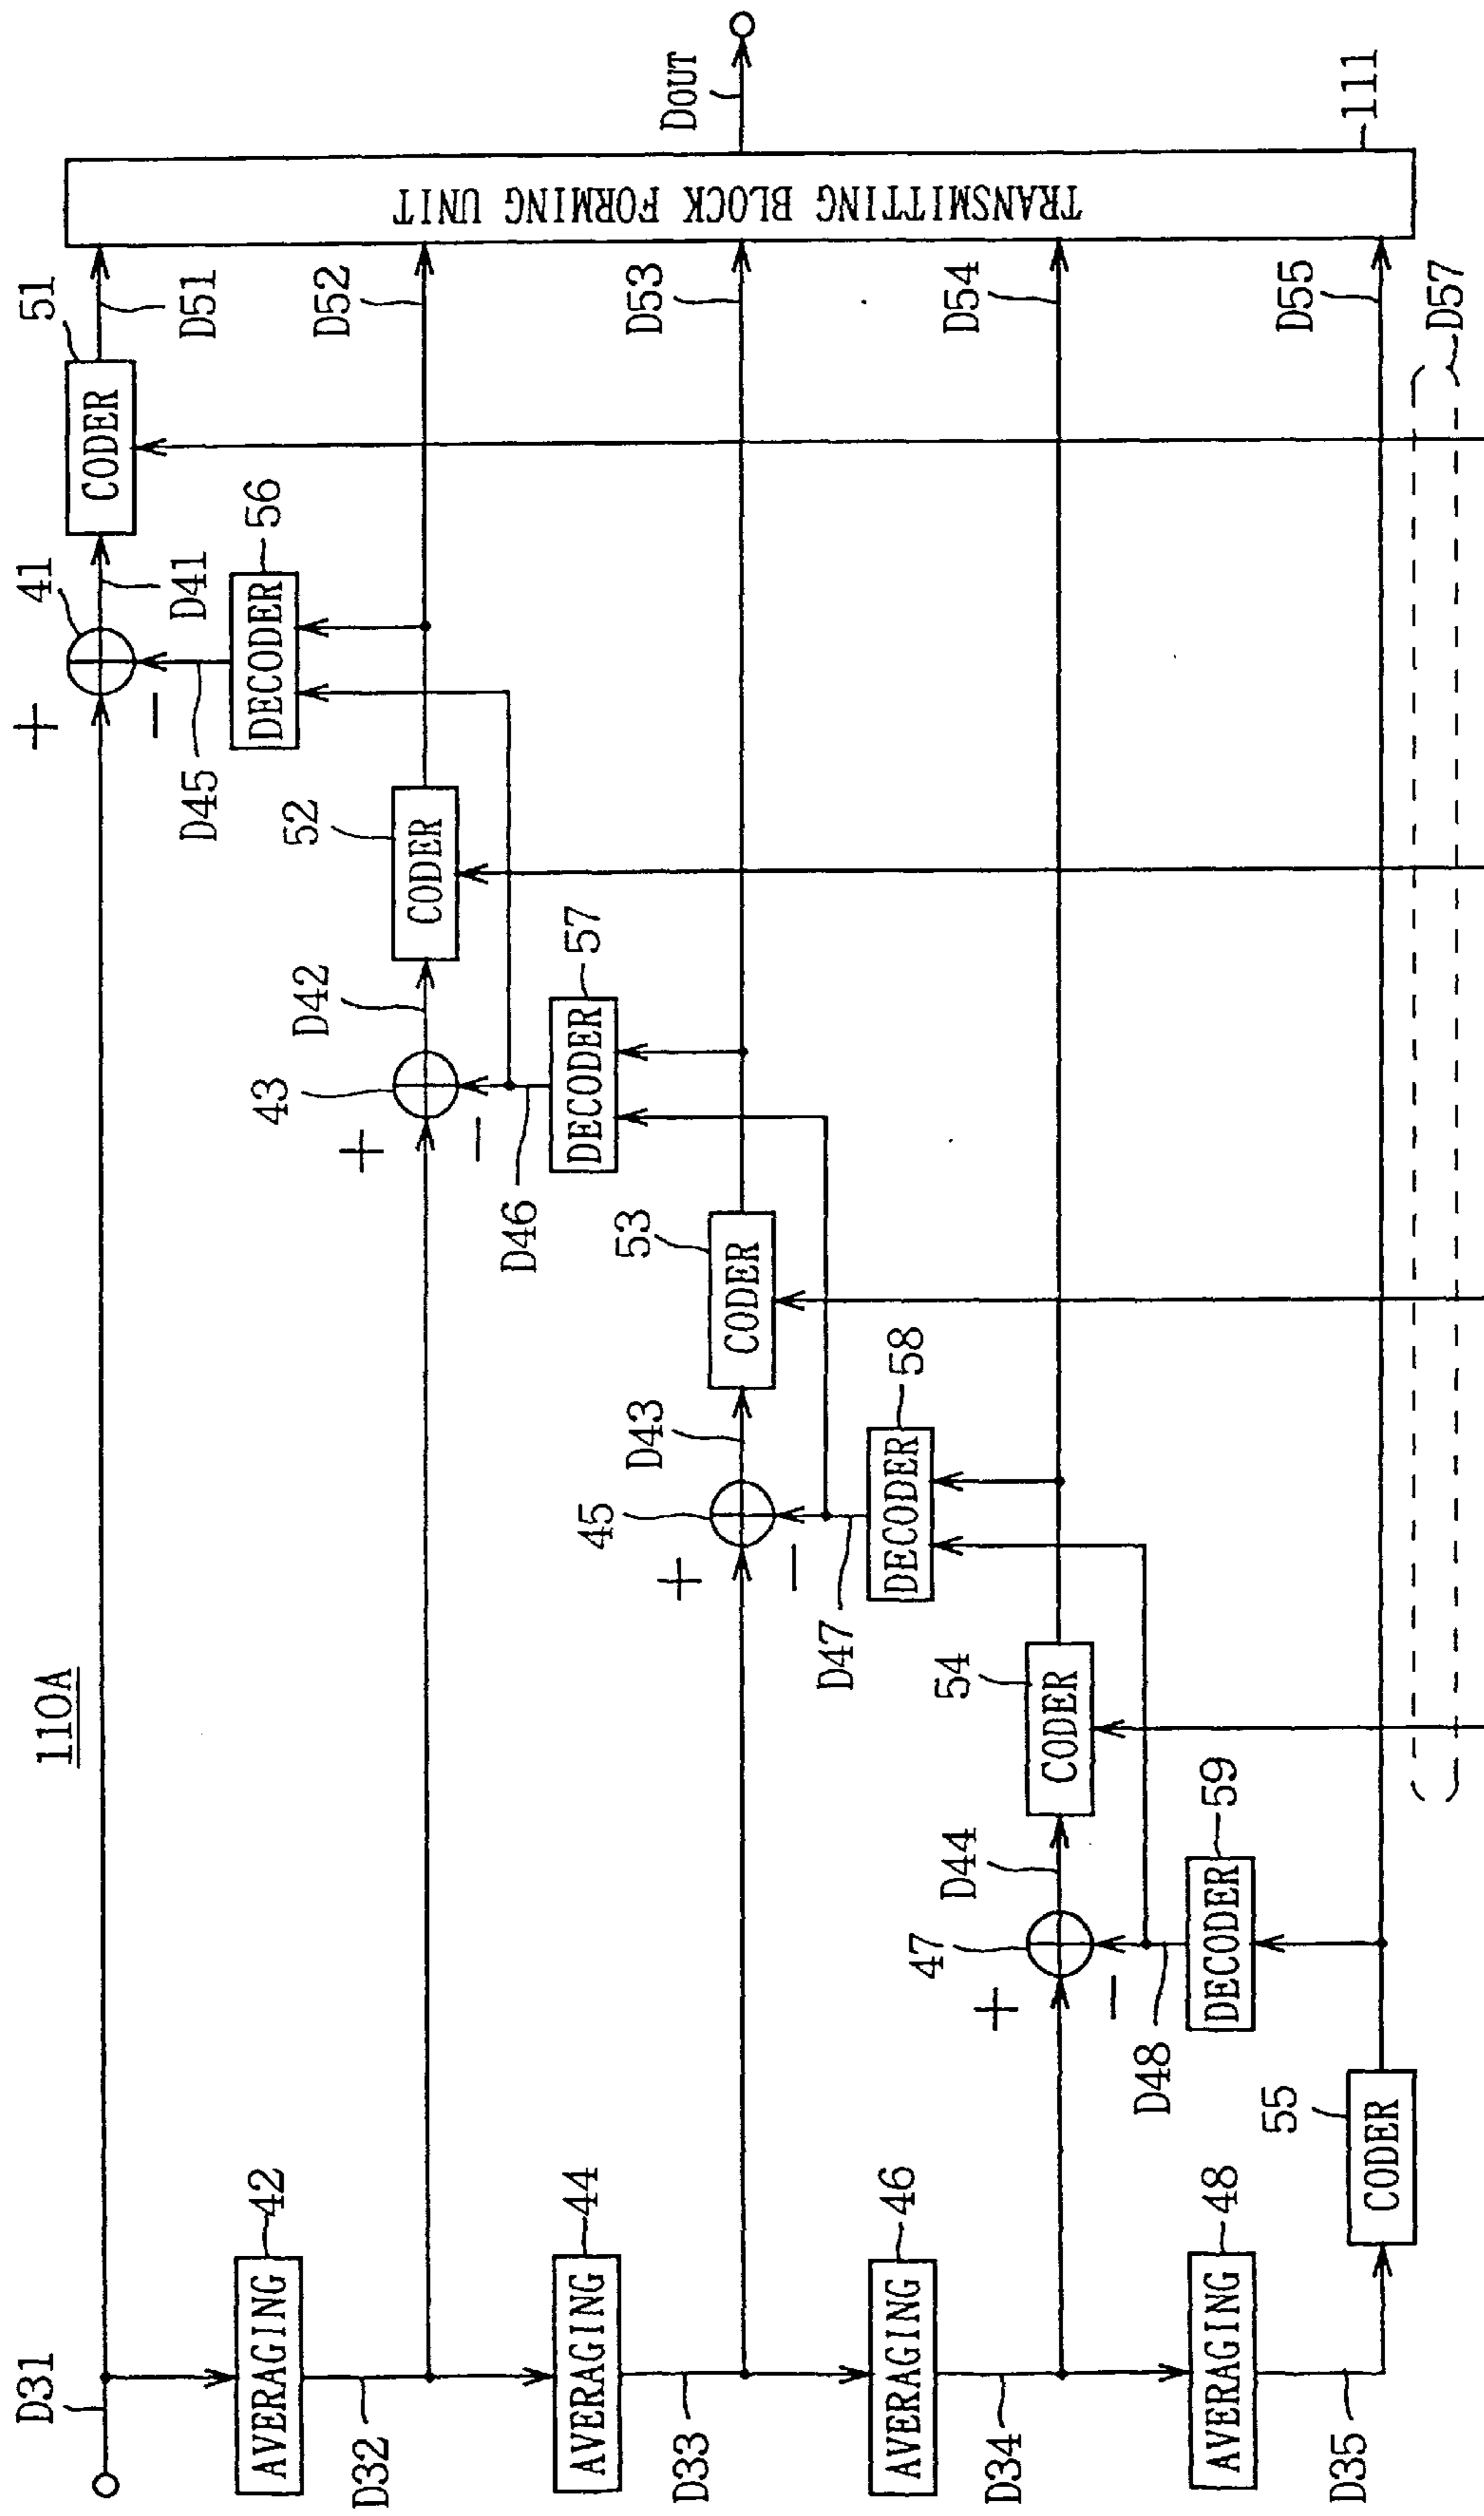 110A
D31
AVERAGING
42
D32
AVERAGING
44
D33
AVERAGING
46
D34
AVERAGING
48
D35
CODER
55
D48
DECODER
59
47
+
−
D44
CODER
54
D47
DECODER
58
45
+
−
D43
CODER
53
D46
DECODER
57
43
+
−
D42
CODER
52
D45
DECODER
56
41
+
−
D41
CODER
51
D51
D52
D53
D54
D55
D57
TRANSMITTING BLOCK FORMING UNIT
111
DOUT